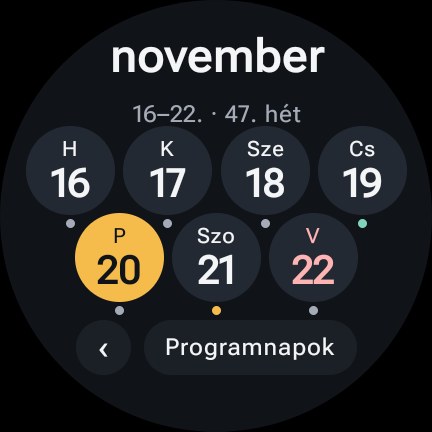 november
16–22. · 47. hét
H K Sze Cs
16 17 18 19
P Szo V
20 21 22
‹ Programnapok